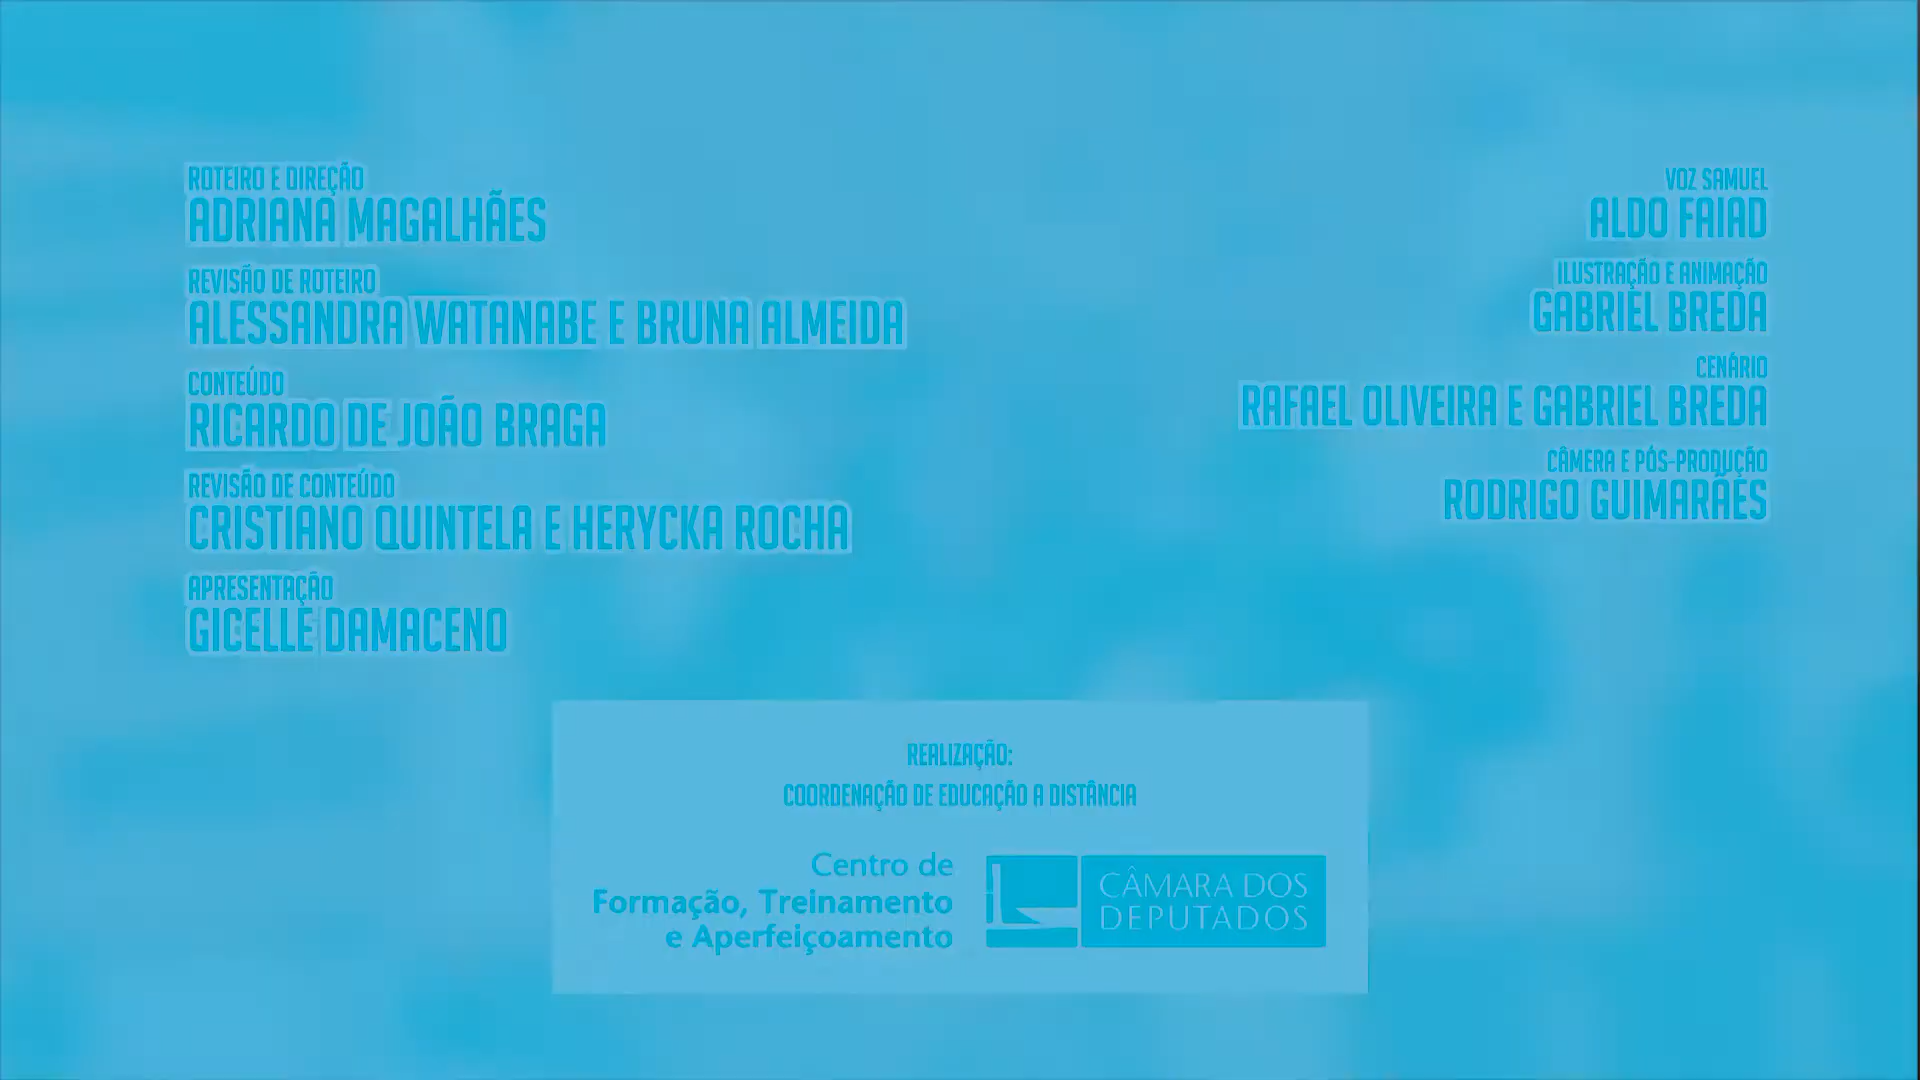 ROTEIRO E DIREÇÃO
ADRIANA MAGALHÃES
REVISÃO DE ROTEIRO
ALESSANDRA WATANABE E BRUNA ALMEIDA
CONTEÚDO
RICARDO DE JOÃO BRAGA
REVISÃO DE CONTEÚDO
CRISTIANO QUINTELA E HERYCKA ROCHA
APRESENTAÇÃO
GICELLE DAMACENO
VOZ SAMUEL
ALDO FAIAD
ILUSTRAÇÃO E ANIMAÇÃO
GABRIEL BREDA
CENÁRIO
RAFAEL OLIVEIRA E GABRIEL BREDA
CÂMERA E PÓS-PRODUÇÃO
RODRIGO GUIMARÃES
REALIZAÇÃO:
COORDENAÇÃO DE EDUCAÇÃO A DISTÂNCIA
Centro de
Formação, Treinamento
e Aperfeiçoamento
CÂMARA DOS
DEPUTADOS